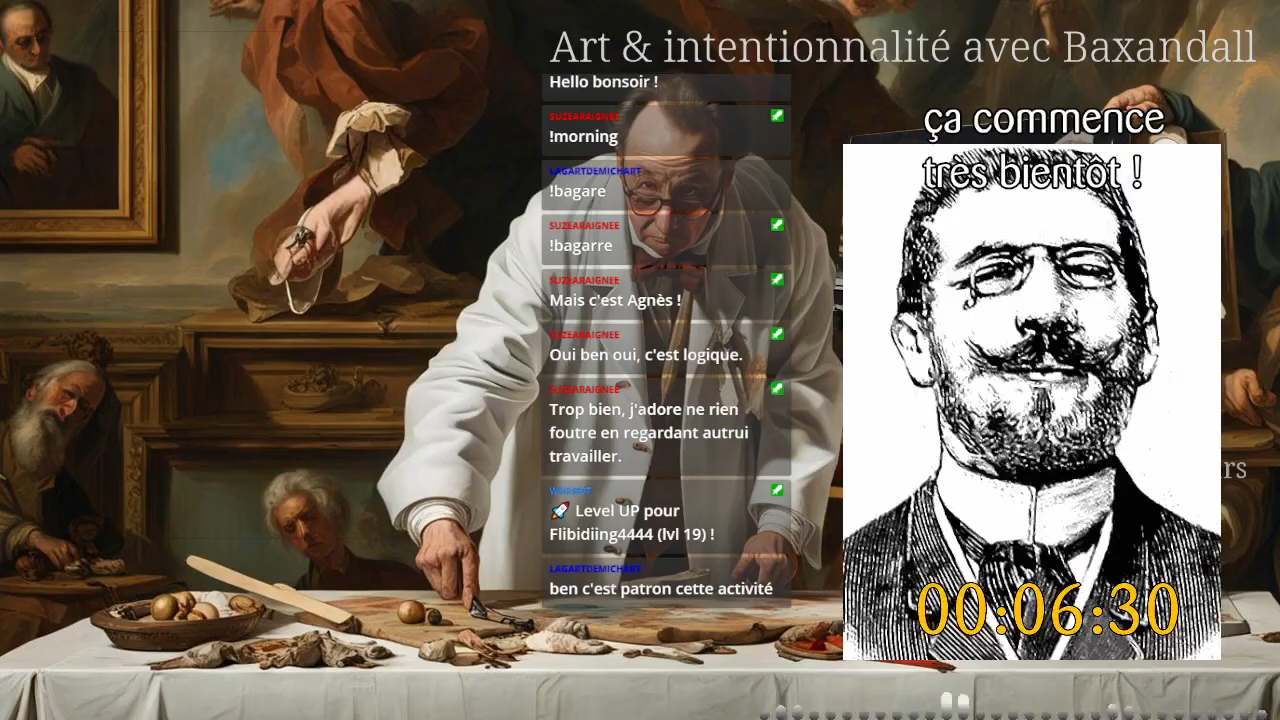 Art & intentionnalité avec Baxandall
Hello bonsoir !
SUZEARAIGNEE
!morning
LAGARTDEMICHART
!bagare
SUZEARAIGNEE
!bagarre
SUZEARAIGNEE
Mais c'est Agnès !
SUZEARAIGNEE
Oui ben oui, c'est logique.
SUZEARAIGNEE
Trop bien, j'adore ne rien
foutre en regardant autrui
travailler.
WIZEBOT
🚀 Level UP pour
Flibidiing4444 (lvl 19) !
LAGARTDEMICHART
ben c'est patron cette activité
ça commence
très bientôt !
rs
00:06:30